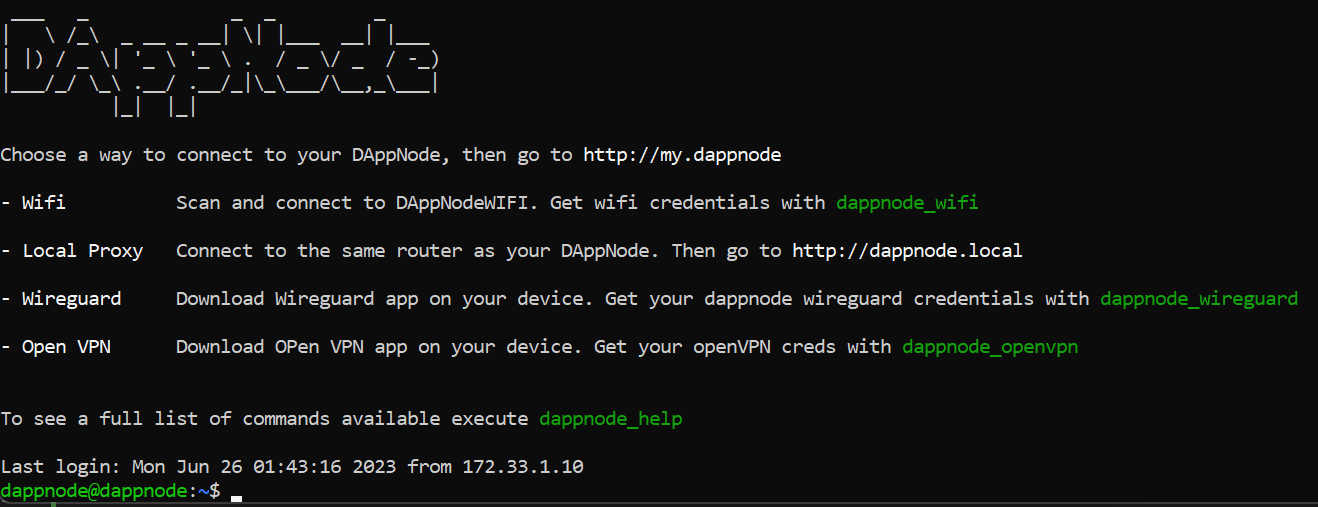 DAppNode
Choose a way to connect to your DAppNode, then go to http://my.dappnode
- Wifi Scan and connect to DAppNodeWIFI. Get wifi credentials with dappnode_wifi
- Local Proxy Connect to the same router as your DAppNode. Then go to http://dappnode.local
- Wireguard Download Wireguard app on your device. Get your dappnode wireguard credentials with dappnode_wireguard
- Open VPN Download OPen VPN app on your device. Get your openVPN creds with dappnode_openvpn
To see a full list of commands available execute dappnode_help
Last login: Mon Jun 26 01:43:16 2023 from 172.33.1.10
dappnode@dappnode:~$